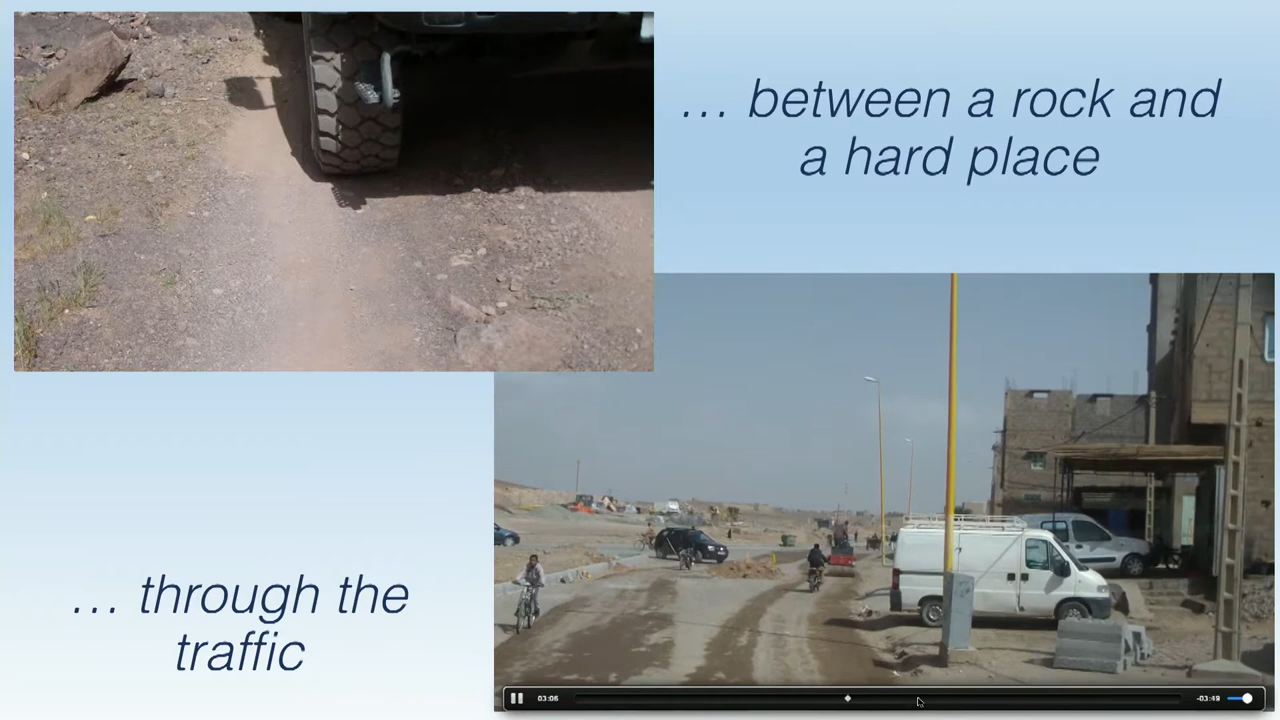 … between a rock and
a hard place
… through the
traffic
03:06
-03:49